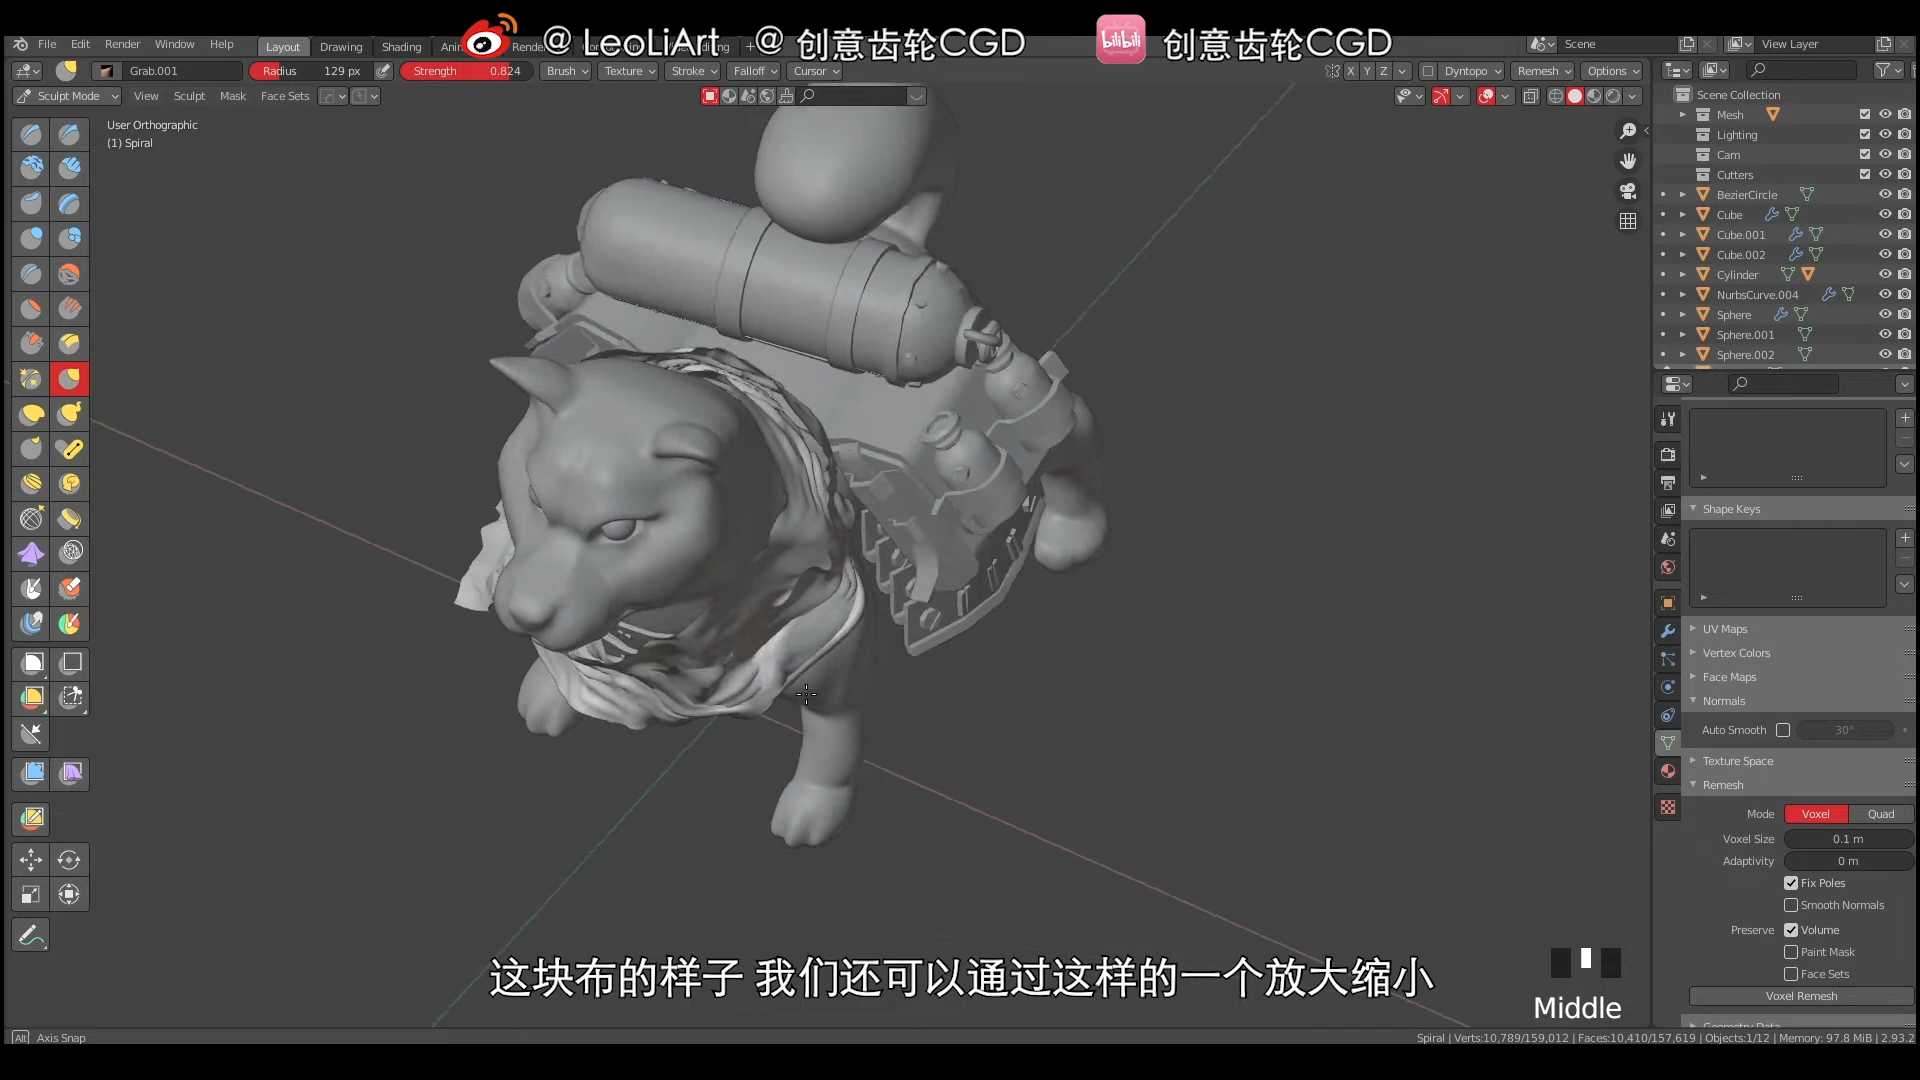 @ LeoLiArt @ 创意齿轮CGD 创意齿轮CGD
File Edit Render Window Help Layout Drawing Shading Scene View Layer
Grab.001 Radius 129 px Strength 0.824 Brush Texture Stroke Falloff Cursor X Y Z Dyntopo Remesh Options
Sculpt Mode View Sculpt Mask Face Sets
User Orthographic
(1) Spiral
Scene Collection
Mesh
Lighting
Cam
Cutters
BezierCircle
Cube
Cube.001
Cube.002
Cylinder
NurbsCurve.004
Sphere
Sphere.001
Sphere.002
Shape Keys
UV Maps
Vertex Colors
Face Maps
Normals
Auto Smooth 30°
Texture Space
Remesh
Mode Voxel Quad
Voxel Size 0.1 m
Adaptivity 0 m
Fix Poles
Smooth Normals
Preserve Volume
Paint Mask
Face Sets
Voxel Remesh
这块布的样子 我们还可以通过这样的一个放大缩小
Middle
Alt Axis Snap
Spiral | Verts:10,789/159,012 | Faces:10,410/157,619 | Objects:1/12 | Memory: 97.8 MiB | 2.93.2